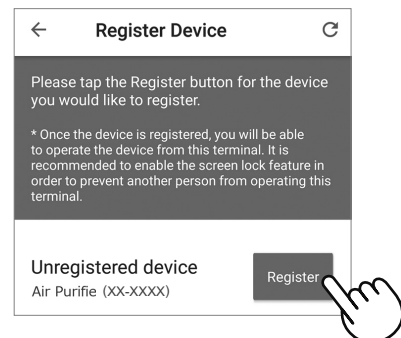 Register Device
Please tap the Register button for the device
you would like to register.
* Once the device is registered, you will be able
to operate the device from this terminal. It is
recommended to enable the screen lock feature in
order to prevent another person from operating this
terminal.
Unregistered device
Air Purifie (XX-XXXX)
Register